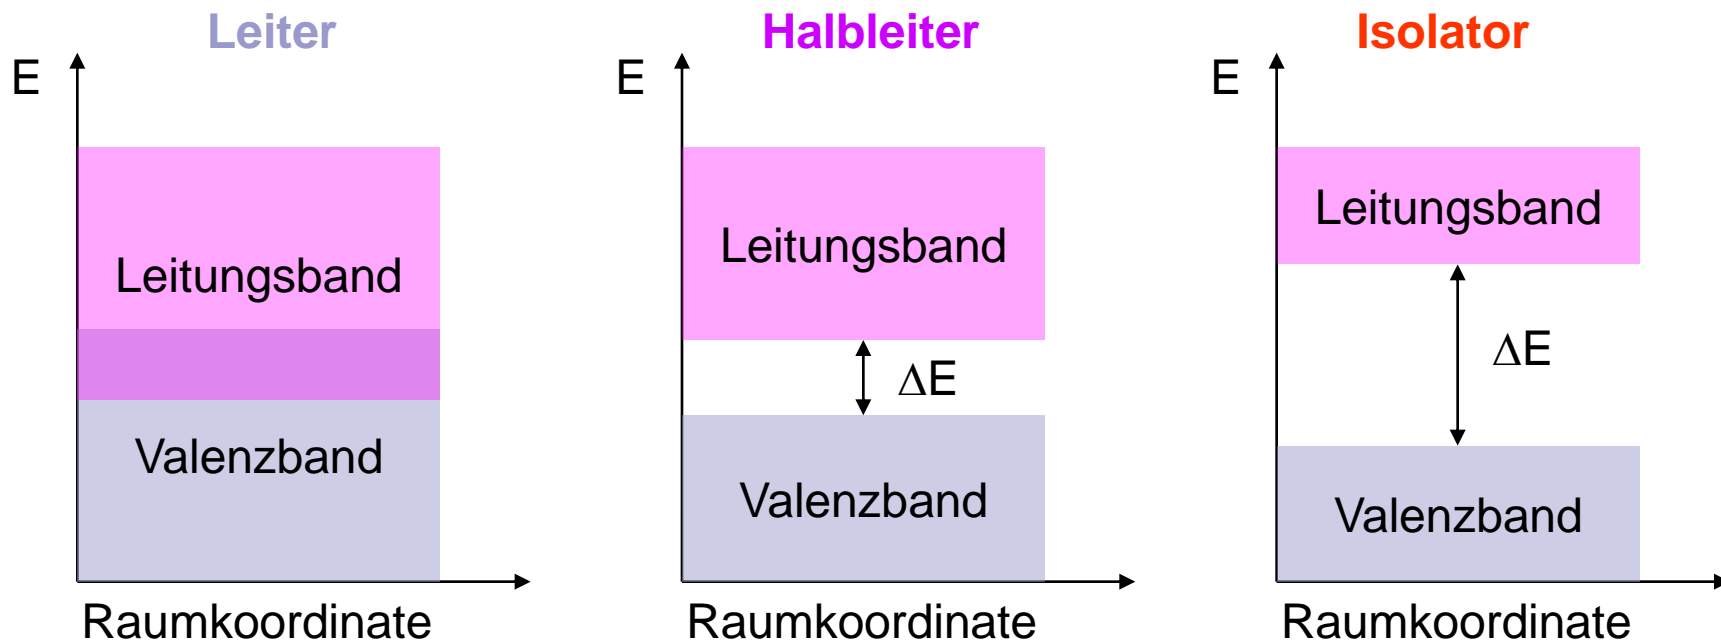 Leiter
E
Leitungsband
Valenzband
Raumkoordinate
Halbleiter
E
Leitungsband
ΔE
Valenzband
Raumkoordinate
Isolator
E
Leitungsband
ΔE
Valenzband
Raumkoordinate